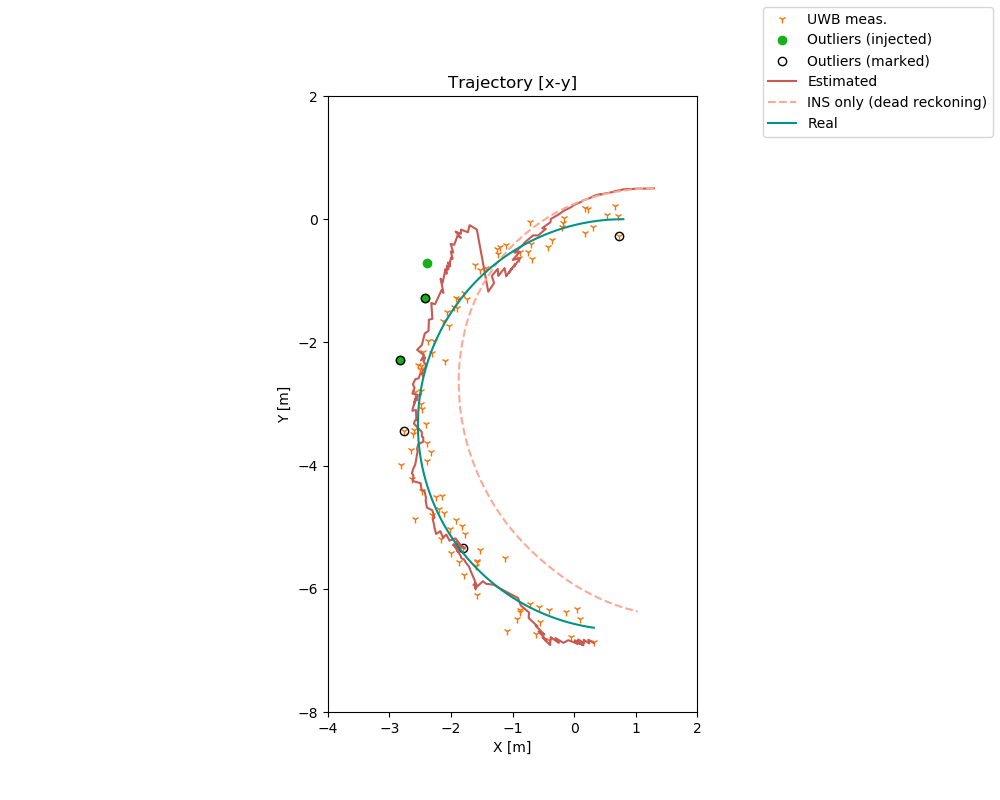 UWB meas.
Outliers (injected)
Outliers (marked)
Estimated
INS only (dead reckoning)
Real
Trajectory [x-y]
2
0
−2
−4
−6
−8
Y [m]
−4 −3 −2 −1 0 1 2
X [m]